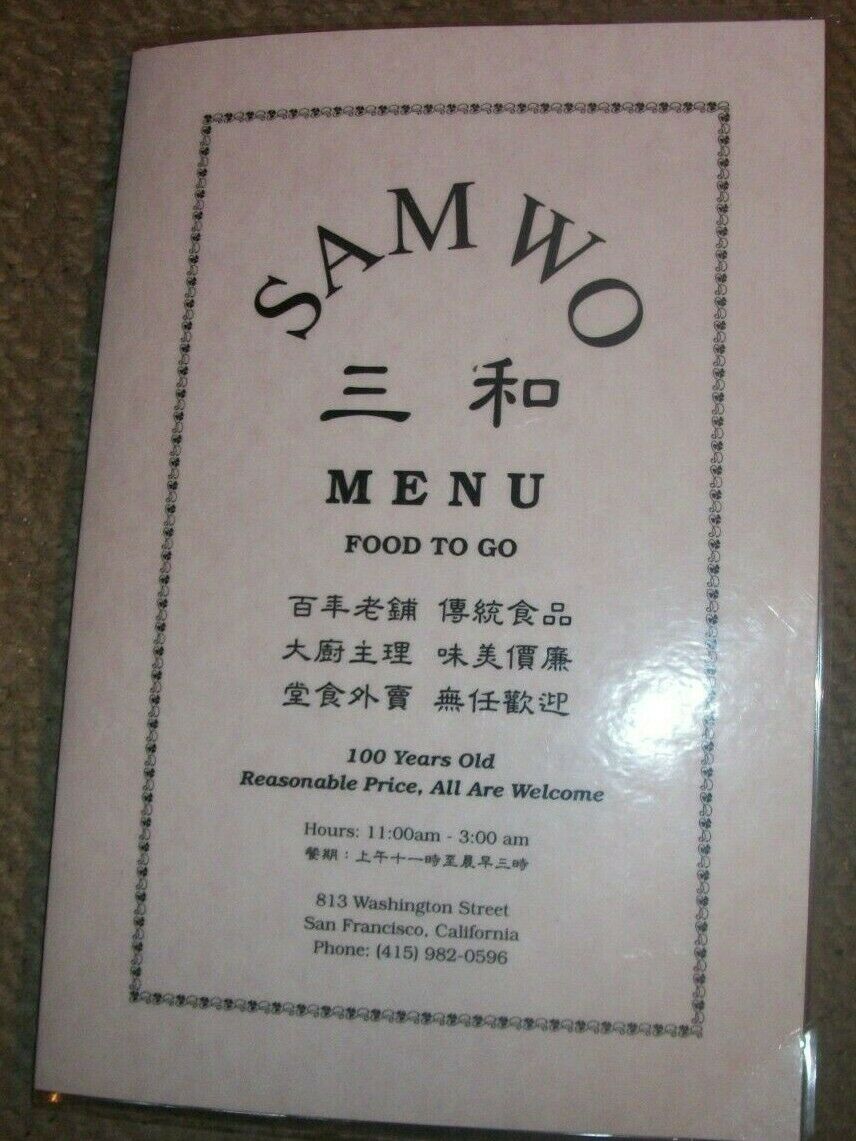 SAM WO
三 和
MENU
FOOD TO GO
百年老舖 傳統食品
大廚主理 味美價廉
堂食外賣 無任歡迎
100 Years Old
Reasonable Price, All Are Welcome
Hours: 11:00am - 3:00 am
餐期：上午十一時至晨早三時
813 Washington Street
San Francisco, California
Phone: (415) 982-0596